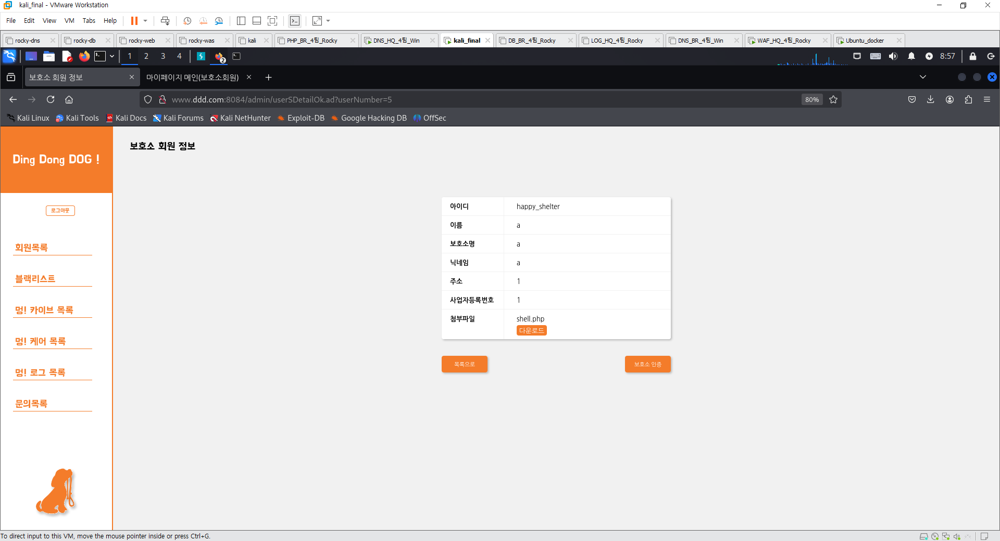 kali_final - VMware Workstation
File Edit View VM Tabs Help
rocky-dns rocky-db rocky-web rocky-was kali PHP_BR_4팀_Rocky DNS_HQ_4팀_Win kali_final DB_BR_4팀_Rocky LOG_HQ_4팀_Rocky DNS_BR_4팀_Win WAF_HQ_4팀_Rocky Ubuntu_docker
1 2 3 4 2 8:57
보호소 회원 정보 마이페이지 메인(보호소회원)
www.ddd.com:8084/admin/userSDetailOk.ad?userNumber=5 80%
Kali Linux Kali Tools Kali Docs Kali Forums Kali NetHunter Exploit-DB Google Hacking DB OffSec
Ding Dong DOG !
로그아웃
회원목록
블랙리스트
멈! 카이브 목록
멈! 케어 목록
멈! 로그 목록
문의목록
보호소 회원 정보
아이디 happy_shelter
이름 a
보호소명 a
닉네임 a
주소 1
사업자등록번호 1
첨부파일 shell.php
다운로드
목록으로 보호소 인증
To direct input to this VM, move the mouse pointer inside or press Ctrl+G.